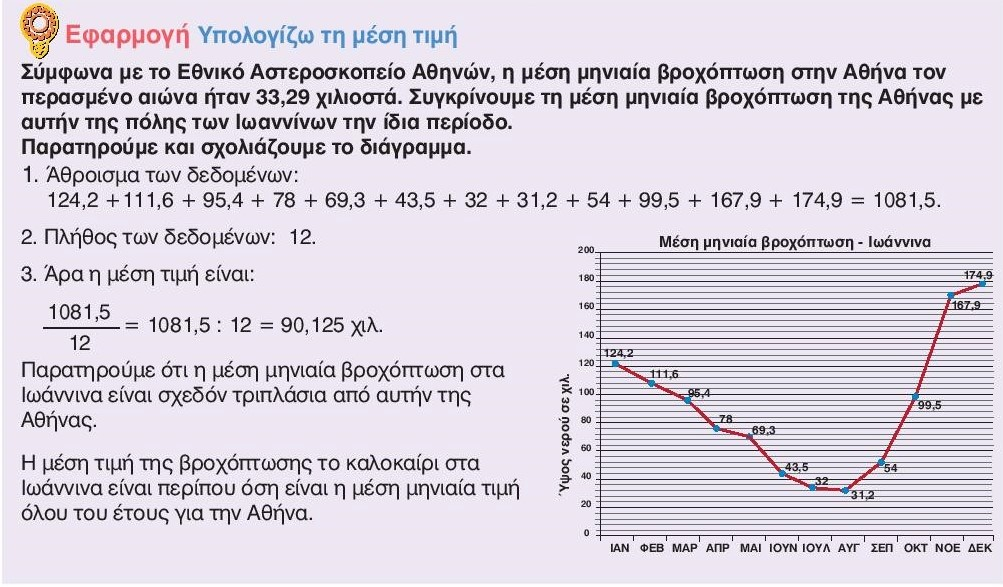 Εφαρμογή Υπολογίζω τη μέση τιμή
Σύμφωνα με το Εθνικό Αστεροσκοπείο Αθηνών, η μέση μηνιαία βροχόπτωση στην Αθήνα τον
περασμένο αιώνα ήταν 33,29 χιλιοστά. Συγκρίνουμε τη μέση μηνιαία βροχόπτωση της Αθήνας με
αυτήν της πόλης των Ιωαννίνων την ίδια περίοδο.
Παρατηρούμε και σχολιάζουμε το διάγραμμα.
1. Άθροισμα των δεδομένων:
124,2 +111,6 + 95,4 + 78 + 69,3 + 43,5 + 32 + 31,2 + 54 + 99,5 + 167,9 + 174,9 = 1081,5.
2. Πλήθος των δεδομένων: 12.
3. Άρα η μέση τιμή είναι:
1081,5
12
= 1081,5 : 12 = 90,125 χιλ.
Παρατηρούμε ότι η μέση μηνιαία βροχόπτωση στα
Ιωάννινα είναι σχεδόν τριπλάσια από αυτήν της
Αθήνας.
Η μέση τιμή της βροχόπτωσης το καλοκαίρι στα
Ιωάννινα είναι περίπου όση είναι η μέση μηνιαία τιμή
όλου του έτους για την Αθήνα.
Μέση μηνιαία βροχόπτωση - Ιωάννινα
Ύψος νερού σε χιλ.
200
180
160
140
120
100
80
60
40
20
0
124,2
111,6
95,4
78
69,3
43,5
32
31,2
54
99,5
167,9
174,9
ΙΑΝ ΦΕΒ ΜΑΡ ΑΠΡ ΜΑΙ ΙΟΥΝ ΙΟΥΛ ΑΥΓ ΣΕΠ ΟΚΤ ΝΟΕ ΔΕΚ